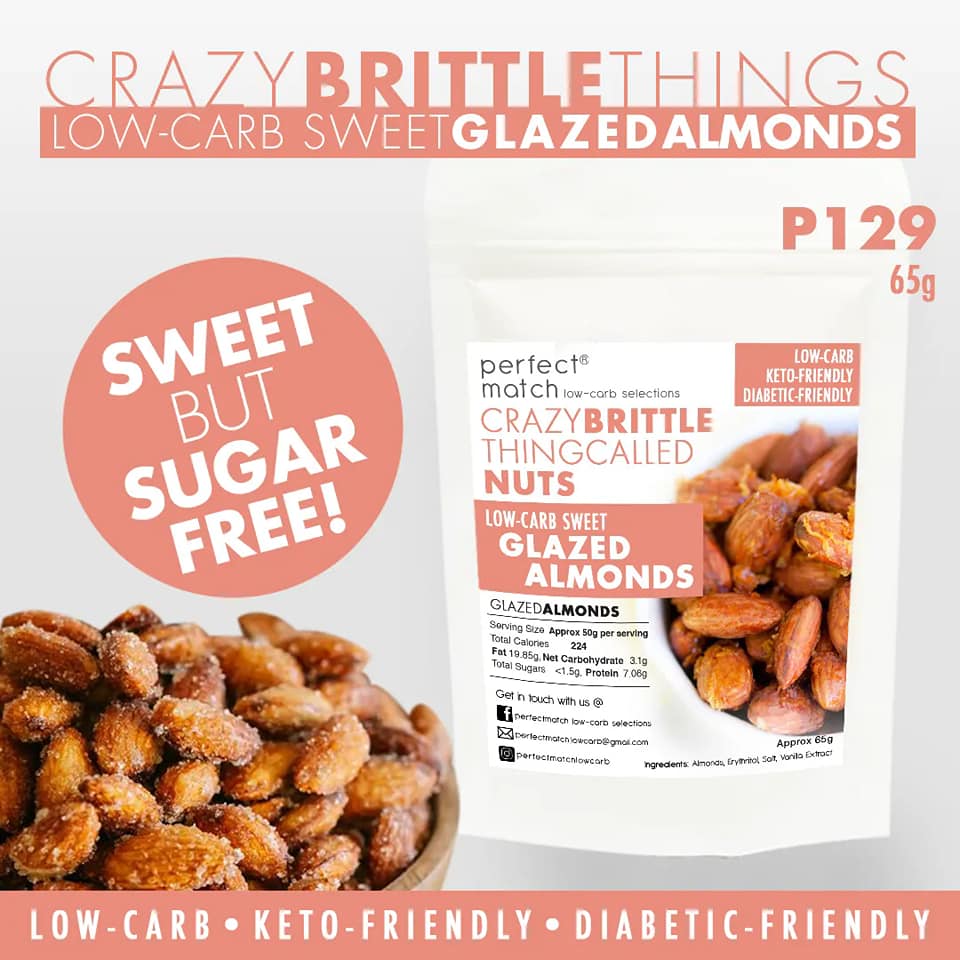 CRAZYBRITTLETHINGS
LOW-CARB SWEETGLAZEDALMONDS
P129
65g
SWEET
BUT
SUGAR
FREE!
perfect®
match low-carb selections
LOW-CARB
KETO-FRIENDLY
DIABETIC-FRIENDLY
CRAZYBRITTLE
THINGCALLED
NUTS
LOW-CARB SWEET
GLAZED
ALMONDS
GLAZEDALMONDS
Serving Size Approx 50g per serving
Total Calories 224
Fat 19.85g, Net Carbohydrate 3.1g
Total Sugars <1.5g, Protein 7.06g
Get in touch with us @
perfectmatch low-carb selections
perfectmatchlowcarb@gmail.com
perfectmatchlowcarb
Approx 65g
Ingredients: Almonds, Erythritol, Salt, Vanilla Extract
LOW-CARB • KETO-FRIENDLY • DIABETIC-FRIENDLY